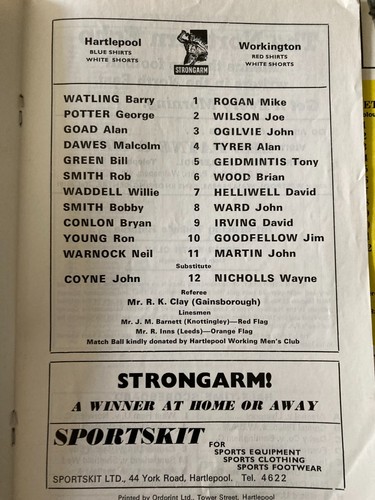 Hartlepool
BLUE SHIRTS
WHITE SHORTS
STRONGARM
Workington
RED SHIRTS
WHITE SHORTS
WATLING Barry 1 ROGAN Mike
POTTER George 2 WILSON Joe
GOAD Alan 3 OGILVIE John
DAWES Malcolm 4 TYRER Alan
GREEN Bill 5 GEIDMINTIS Tony
SMITH Rob 6 WOOD Brian
WADDELL Willie 7 HELLIWELL David
SMITH Bobby 8 WARD John
CONLON Bryan 9 IRVING David
YOUNG Ron 10 GOODFELLOW Jim
WARNOCK Neil 11 MARTIN John
Substitute
COYNE John 12 NICHOLLS Wayne
Referee
Mr. R. K. Clay (Gainsborough)
Linesmen
Mr. J. M. Barnett (Knottingley)—Red Flag
Mr. R. Inns (Leeds)—Orange Flag
Match Ball kindly donated by Hartlepool Working Men's Club
STRONGARM!
A WINNER AT HOME OR AWAY
SPORTSKIT FOR
SPORTS EQUIPMENT
SPORTS CLOTHING
SPORTS FOOTWEAR
SPORTSKIT LTD., 44 York Road, Hartlepool. Tel. 4622
Printed by Ordprint Ltd., Tower Street, Hartlepool